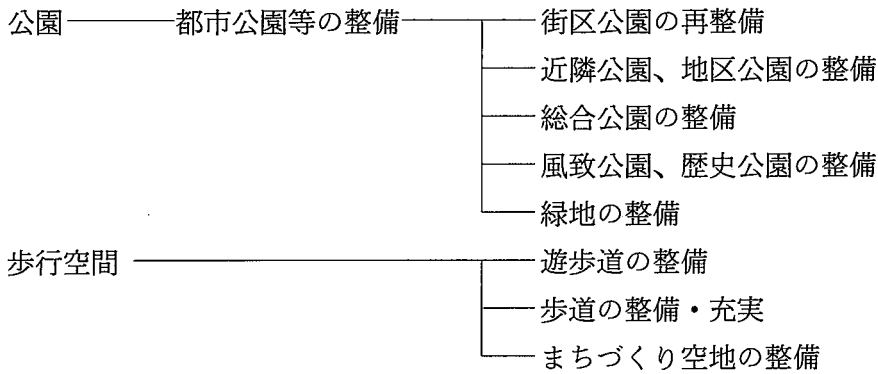 公園 都市公園等の整備 街区公園の再整備
近隣公園、地区公園の整備
総合公園の整備
風致公園、歴史公園の整備
緑地の整備
歩行空間 遊歩道の整備
歩道の整備・充実
まちづくり空地の整備